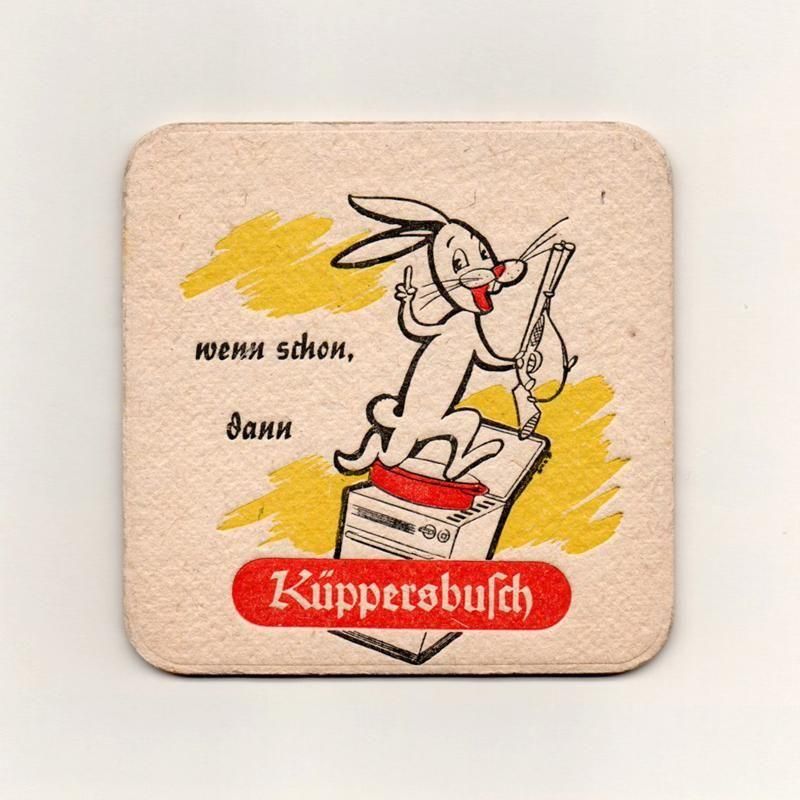 wenn schon,
dann
Küppersbuſch